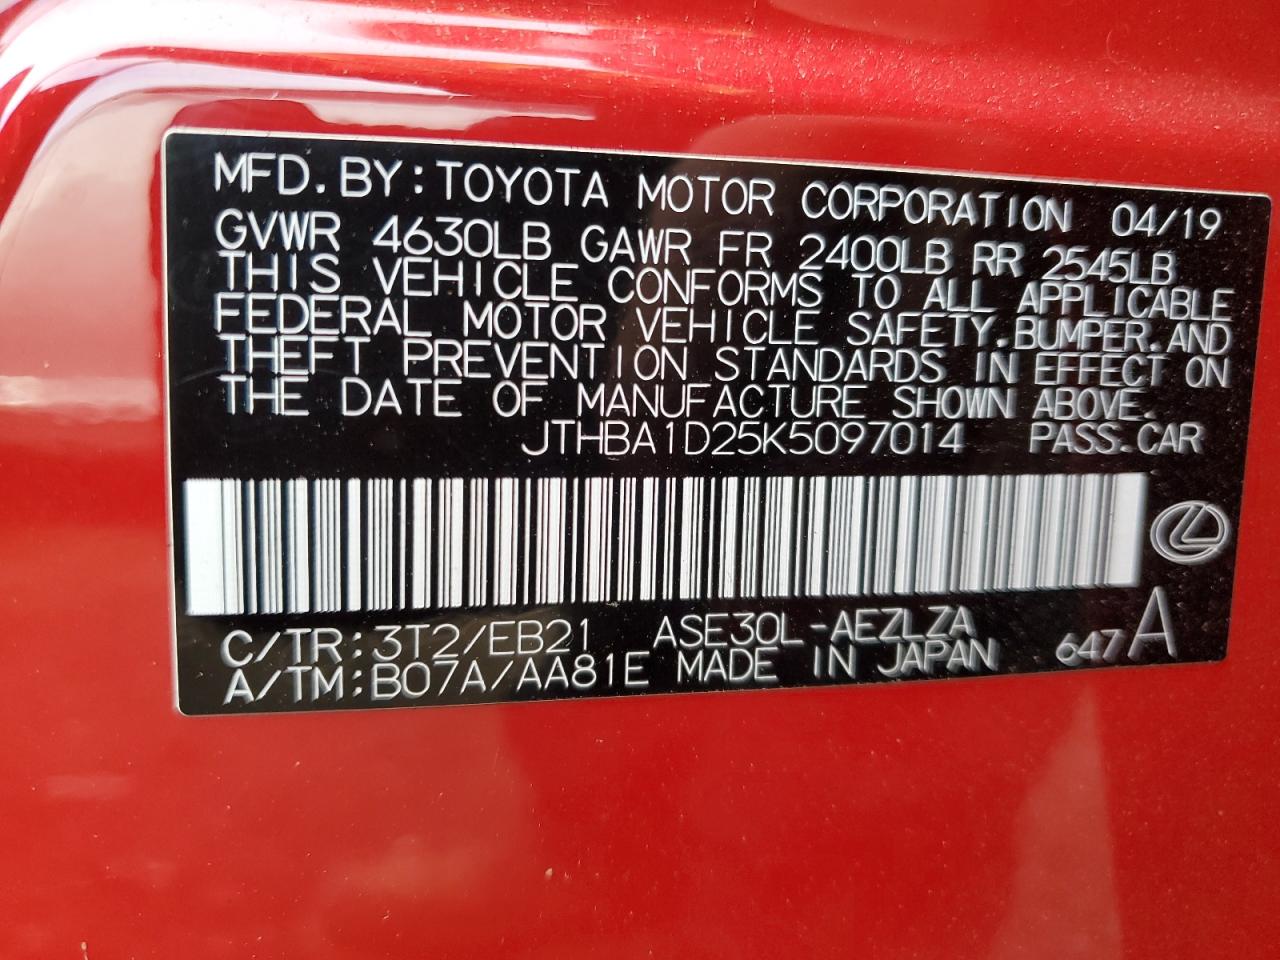 MFD. BY: TOYOTA MOTOR CORPORATION 04/19
GVWR 4630LB GAWR FR 2400LB RR 2545LB
THIS VEHICLE CONFORMS TO ALL APPLICABLE
FEDERAL MOTOR VEHICLE SAFETY, BUMPER, AND
THEFT PREVENTION STANDARDS IN EFFECT ON
THE DATE OF MANUFACTURE SHOWN ABOVE.
JTHBA1D25K5097014 PASS.CAR
C/TR: 3T2/EB21 ASE30L-AEZLZA
A/TM: B07A/AA81E MADE IN JAPAN 647A